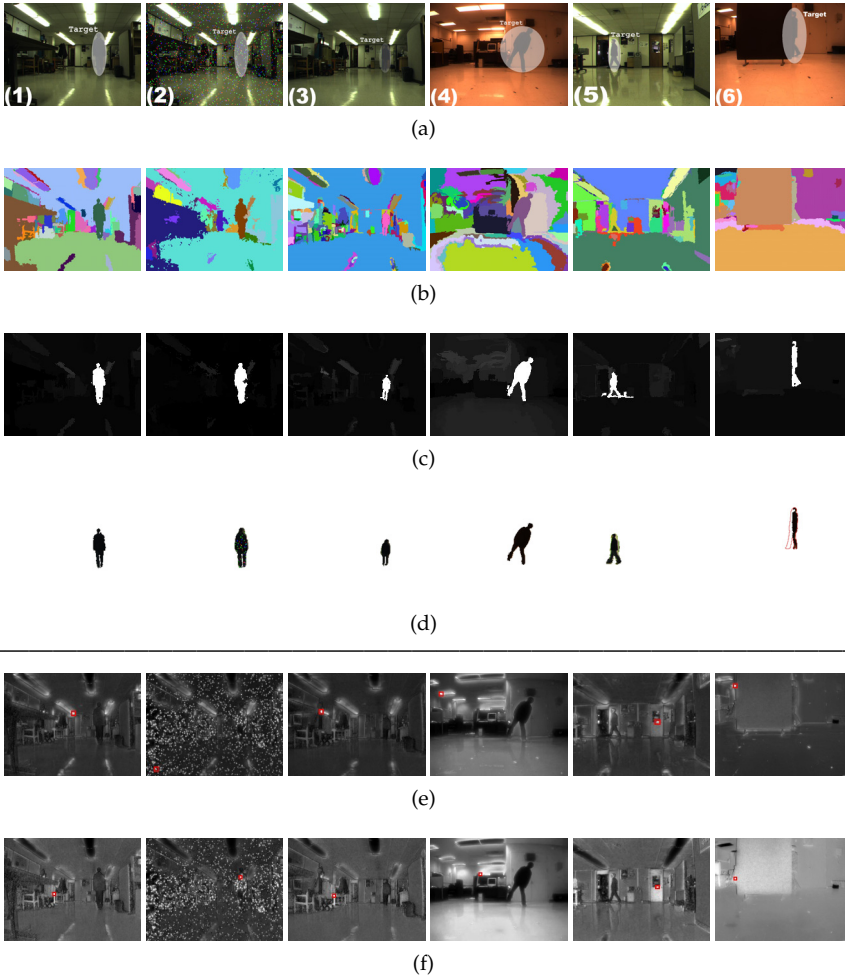 Target
Target
Target
Target
Target
Target
(1)
(2)
(3)
(4)
(5)
(6)
(a)
(b)
(c)
(d)
(e)
(f)